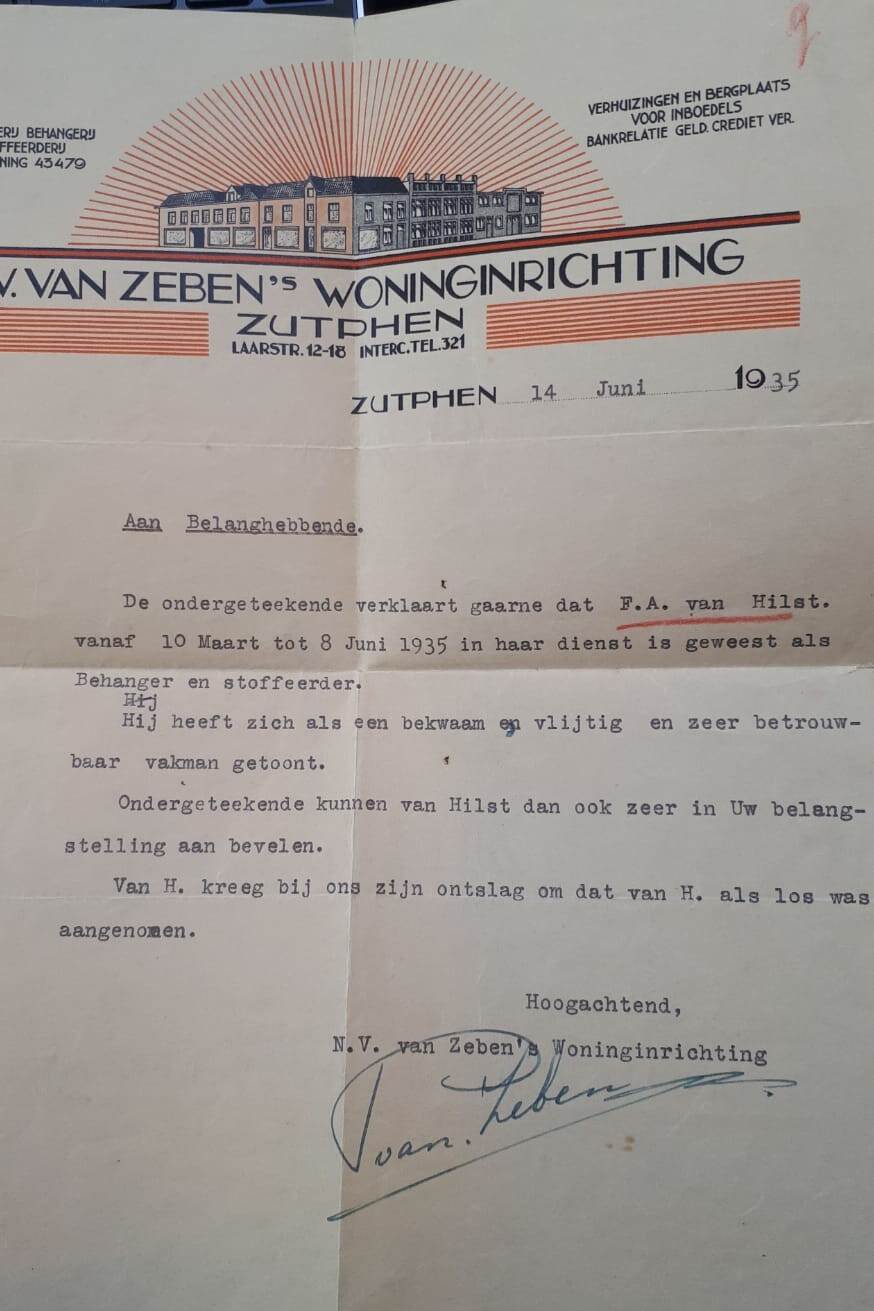 ERIJ BEHANGERIJ
FFEERDERIJ
NING 43479
VERHUIZINGEN EN BERGPLAATS
VOOR INBOEDELS
BANKRELATIE GELD. CREDIET VER.
V. VAN ZEBEN'S WONINGINRICHTING
ZUTPHEN
LAARSTR. 12-18 INTERC. TEL. 321
ZUTPHEN 14 Juni 1935
Aan Belanghebbende.
De ondergeteekende verklaart gaarne dat F.A. van Hilst.
vanaf 10 Maart tot 8 Juni 1935 in haar dienst is geweest als
Behanger en stoffeerder.
Hij
Hij heeft zich als een bekwaam en vlijtig en zeer betrouw-
baar vakman getoont.
Ondergeteekende kunnen van Hilst dan ook zeer in Uw belang-
stelling aan bevelen.
Van H. kreeg bij ons zijn ontslag om dat van H. als los was
aangenomen.
Hoogachtend,
N.V. van Zeben's Woninginrichting
van Zeben